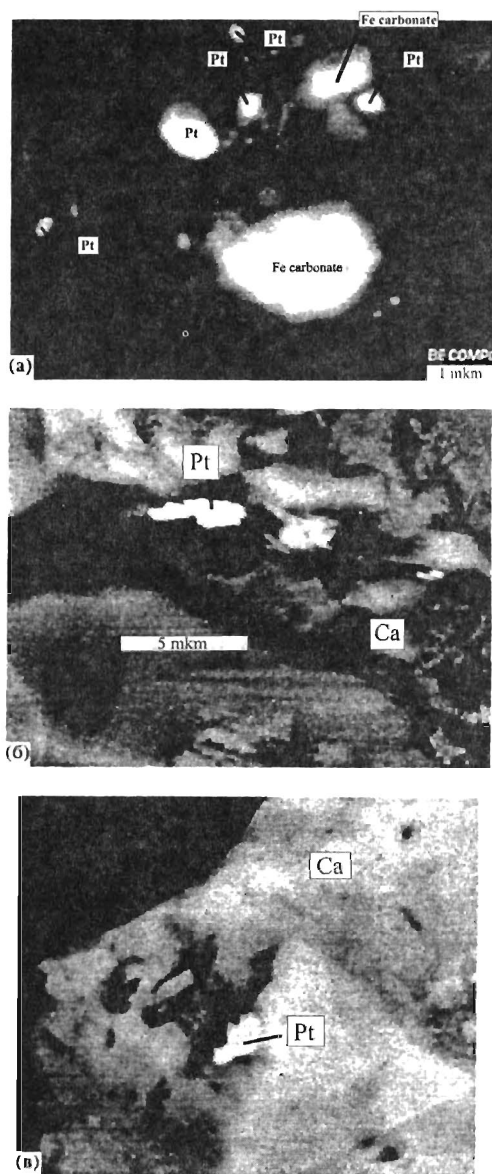 Fe carbonate
Pt
Pt
Pt
Pt
Pt
Fe carbonate
BE COMPO
1 mkm
(а)
Pt
5 mkm
Ca
(б)
Ca
Pt
(в)